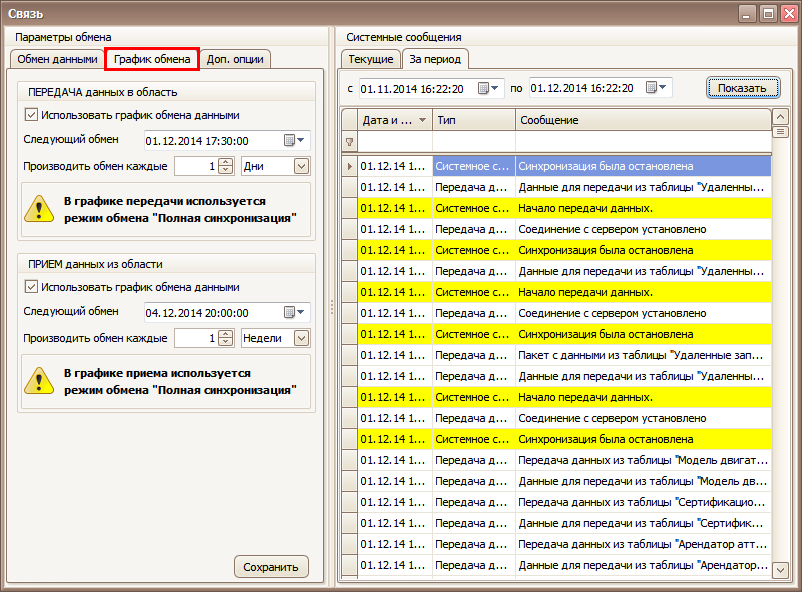 Связь
Параметры обмена
Обмен данными График обмена Доп. опции
ПЕРЕДАЧА данных в область
Использовать график обмена данными
Следующий обмен 01.12.2014 17:30:00
Производить обмен каждые 1 Дни
В графике передачи используется
режим обмена "Полная синхронизация"
ПРИЕМ данных из области
Использовать график обмена данными
Следующий обмен 04.12.2014 20:00:00
Производить обмен каждые 1 Недели
В графике приема используется
режим обмена "Полная синхронизация"
Сохранить
Системные сообщения
Текущие За период
с 01.11.2014 16:22:20 по 01.12.2014 16:22:20 Показать
Дата и ... Тип Сообщение
01.12.14 1... Системное с... Синхронизация была остановлена
01.12.14 1... Передача д... Данные для передачи из таблицы "Удаленны...
01.12.14 1... Системное с... Начало передачи данных.
01.12.14 1... Передача д... Соединение с сервером установлено
01.12.14 1... Системное с... Синхронизация была остановлена
01.12.14 1... Передача д... Данные для передачи из таблицы "Удаленны...
01.12.14 1... Системное с... Начало передачи данных.
01.12.14 1... Передача д... Соединение с сервером установлено
01.12.14 1... Системное с... Синхронизация была остановлена
01.12.14 1... Передача д... Пакет с данными из таблицы "Удаленные зап...
01.12.14 1... Передача д... Данные для передачи из таблицы "Удаленны...
01.12.14 1... Системное с... Начало передачи данных.
01.12.14 1... Передача д... Соединение с сервером установлено
01.12.14 1... Системное с... Синхронизация была остановлена
01.12.14 1... Передача д... Передача данных из таблицы "Модель двигат...
01.12.14 1... Передача д... Данные для передачи из таблицы "Модель дв...
01.12.14 1... Передача д... Передача данных из таблицы "Сертификацио...
01.12.14 1... Передача д... Данные для передачи из таблицы "Сертифик...
01.12.14 1... Передача д... Передача данных из таблицы "Арендатор атт...
01.12.14 1... Передача д... Данные для передачи из таблицы "Арендатор...